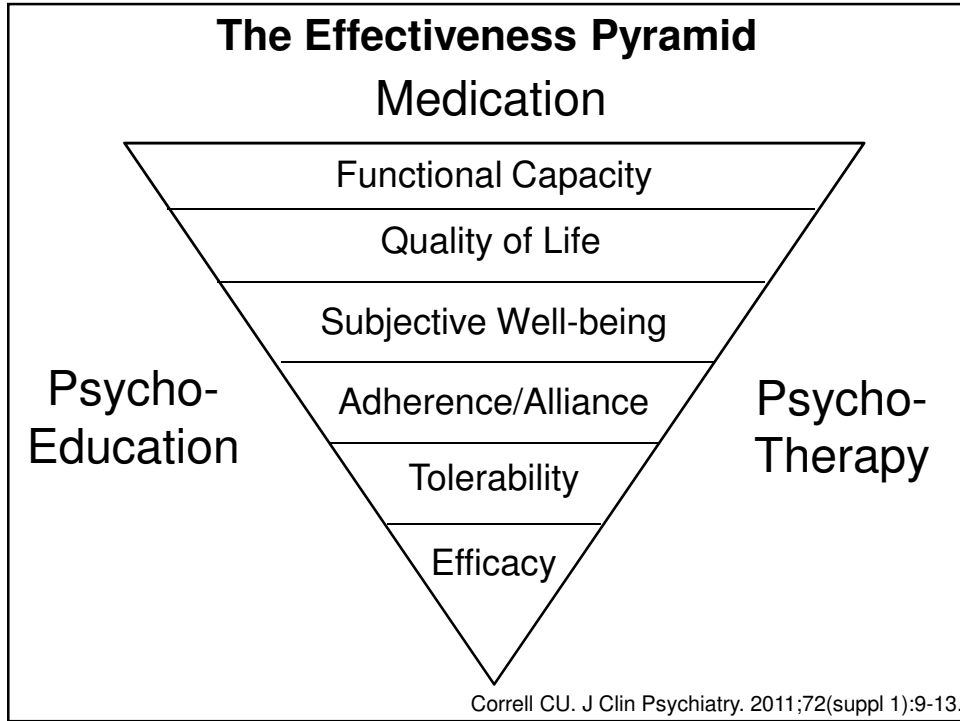 The Effectiveness Pyramid
Medication
Functional Capacity
Quality of Life
Subjective Well-being
Adherence/Alliance
Tolerability
Efficacy
Psycho-
Education
Psycho-
Therapy
Correll CU. J Clin Psychiatry. 2011;72(suppl 1):9-13.